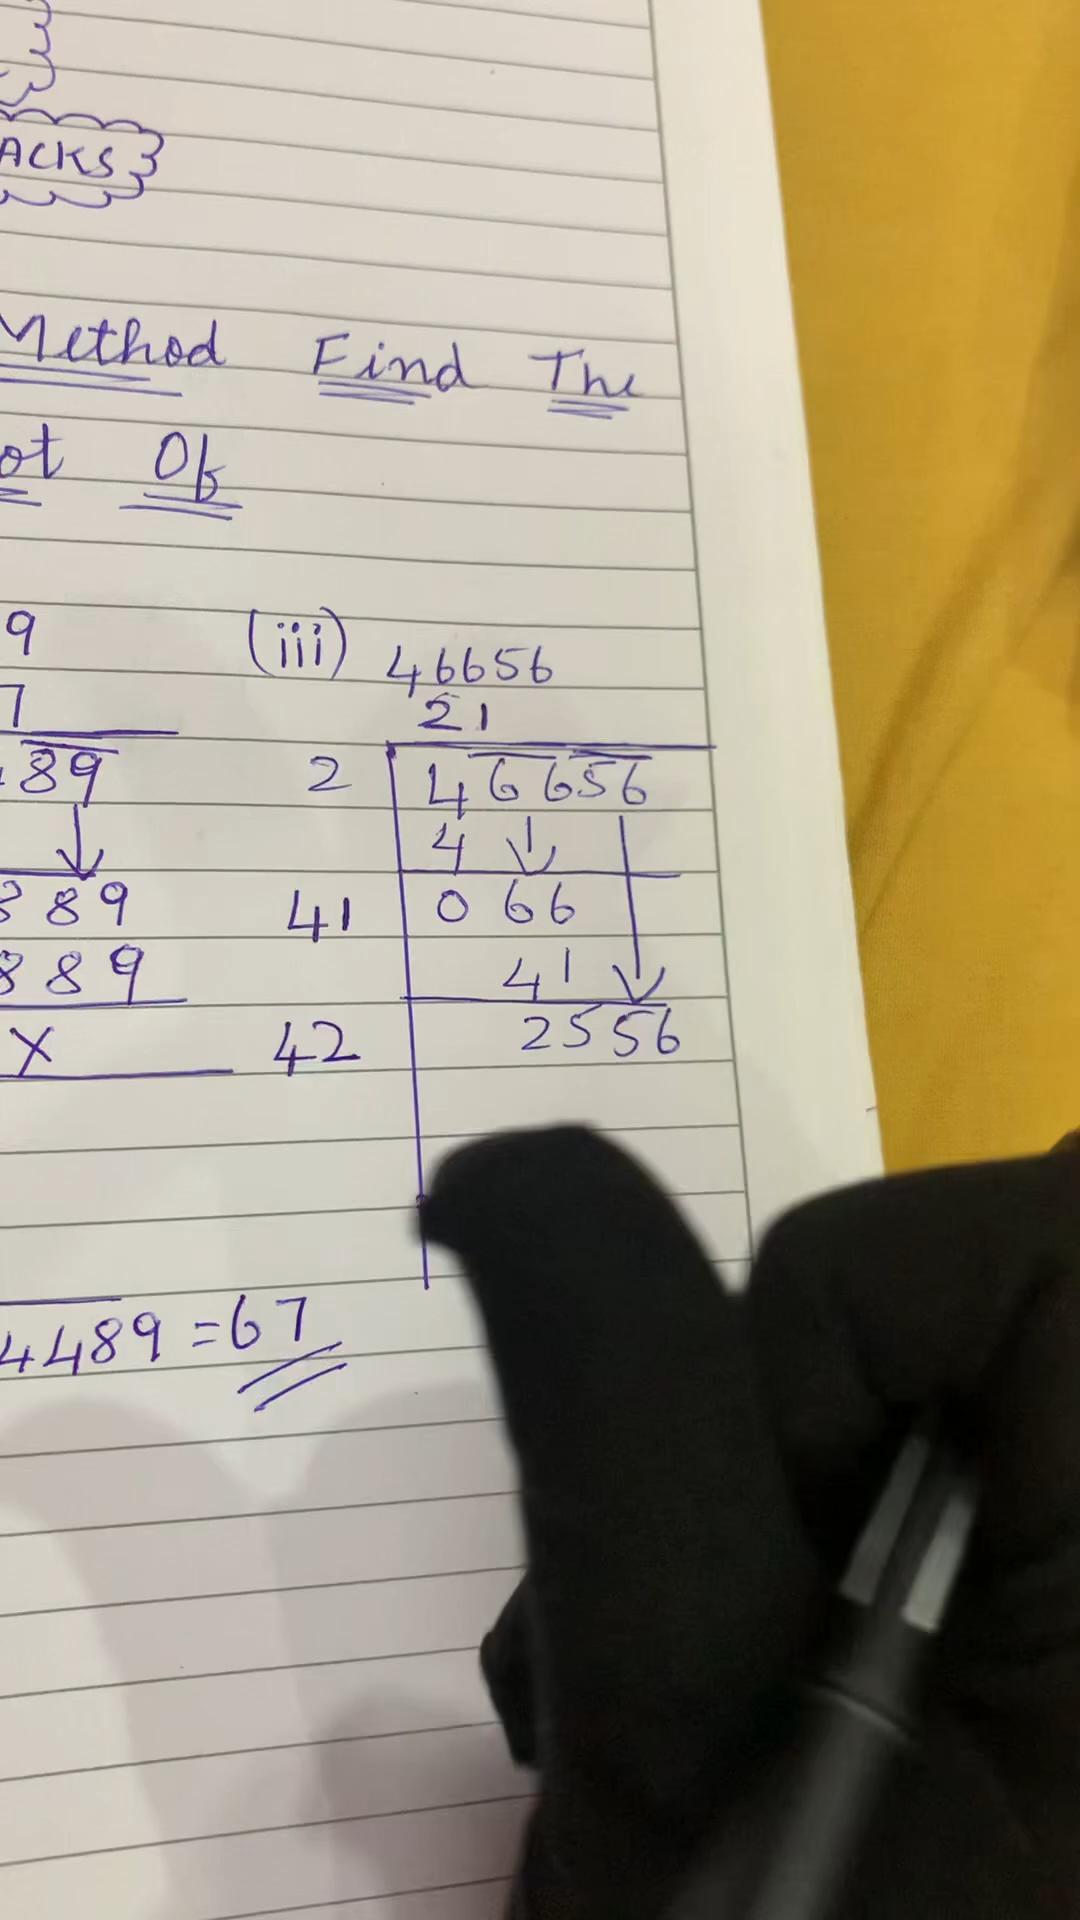 ACKS
Method Find The
ot Of
9
7
89
389
889
X
4489 = 67
(iii) 46656
21
2 46656
4
41 066
41
42 2556